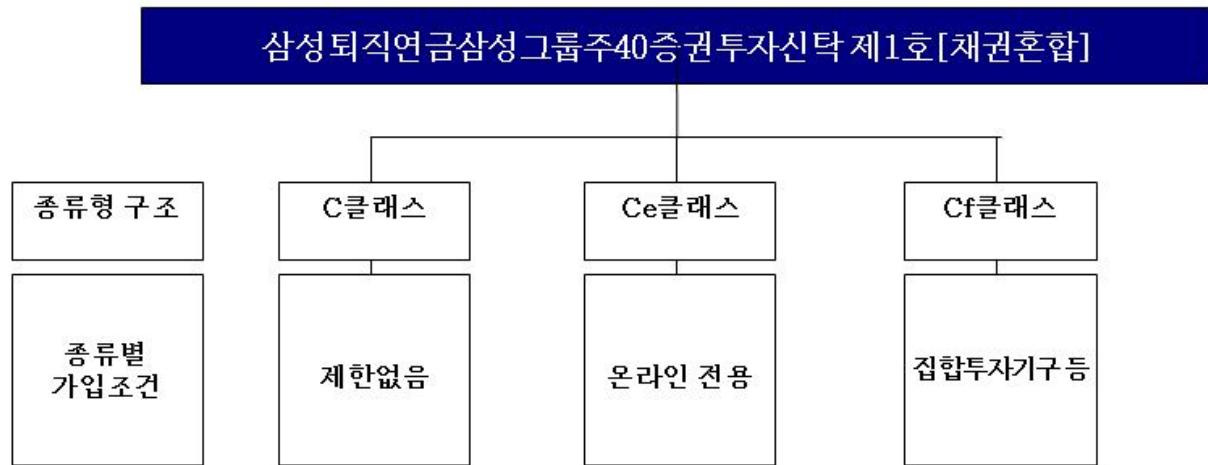 삼성퇴직연금삼성그룹주40증권투자신탁 제1호[채권혼합]
종류형 구조
C클래스
Ce클래스
Cf클래스
종류별
가입조건
제한없음
온라인 전용
집합투자기구 등